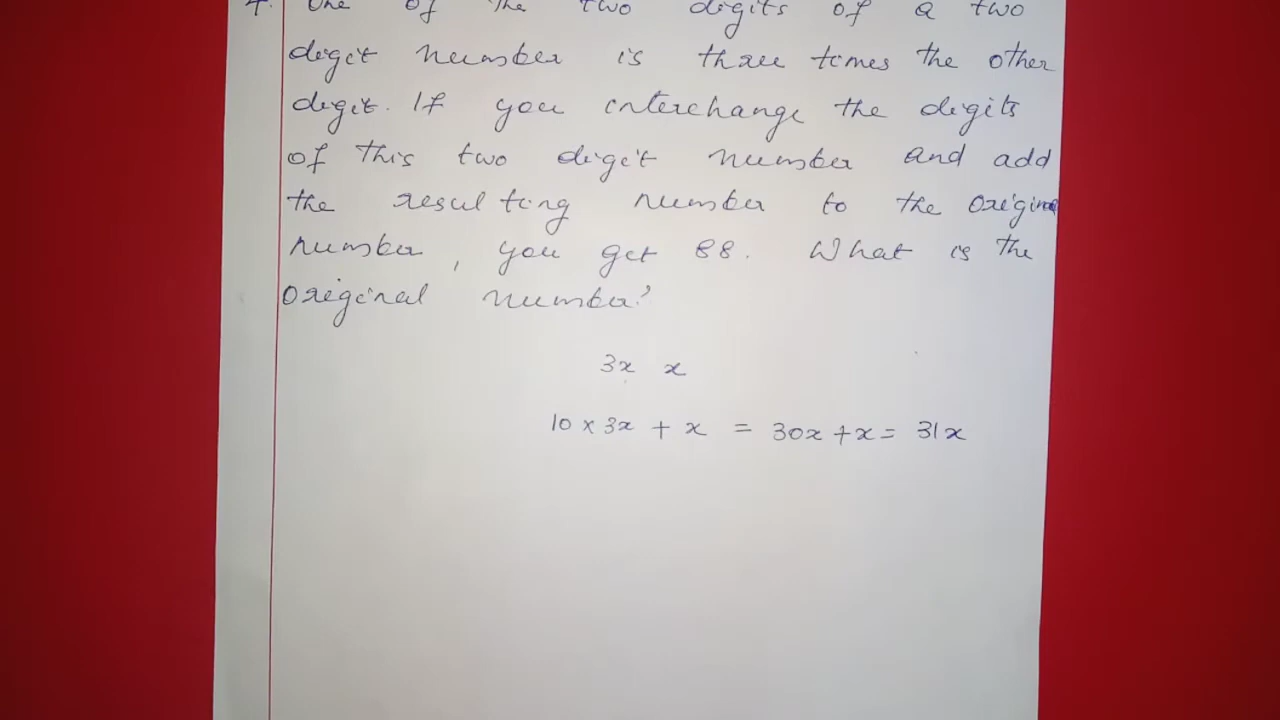 4. One of the two digits of a two
digit number is three times the other
digit. If you interchange the digits
of this two digit number and add
the resulting number to the original
number, you get 88. What is the
original number?
3x x
10 × 3x + x = 30x + x = 31x